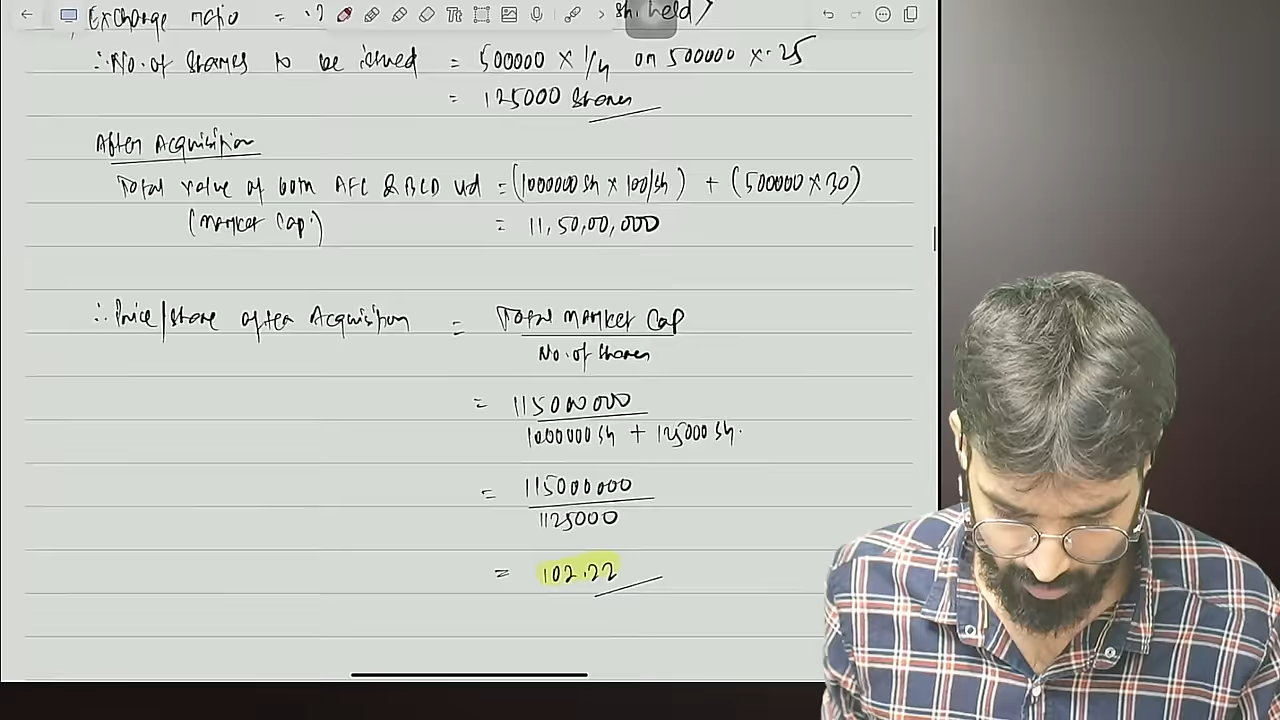 Exchange ratio = sh. held)
∴ No. of Shares to be issued = 500000 × 1/4 or 500000 × .25
= 125000 Shares
After Acquisition
Total value of both AFC & BCD Ltd = (1000000 sh × 100/sh) + (500000 × 30)
(Market Cap.) = 11,50,00,000
∴ Price/share after Acquisition = Total Market Cap
No. of Shares
= 115000000
1000000 sh + 125000 sh.
= 115000000
1125000
= 102.22